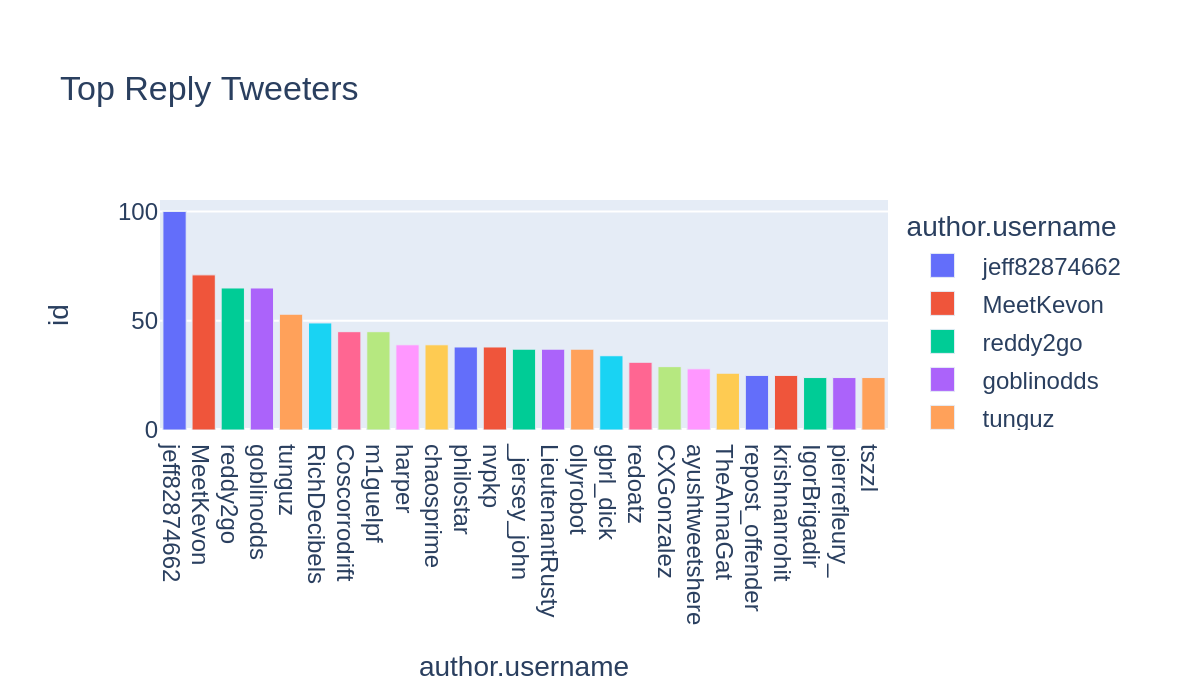 Top Reply Tweeters
id
100
50
0
jeff82874662
MeetKevon
reddy2go
goblinodds
tunguz
RichDecibels
Coscorrodrift
m1guelpf
harper
chaosprime
philostar
nvpkp
_jersey_john
LieutenantRusty
ollyrobot
gbrl_dick
redoatz
CXGonzalez
ayushtweetshere
TheAnnaGat
repost_offender
krishnanrohit
IgorBrigadir
pierrefleury_
tszzl
author.username
author.username
jeff82874662
MeetKevon
reddy2go
goblinodds
tunguz